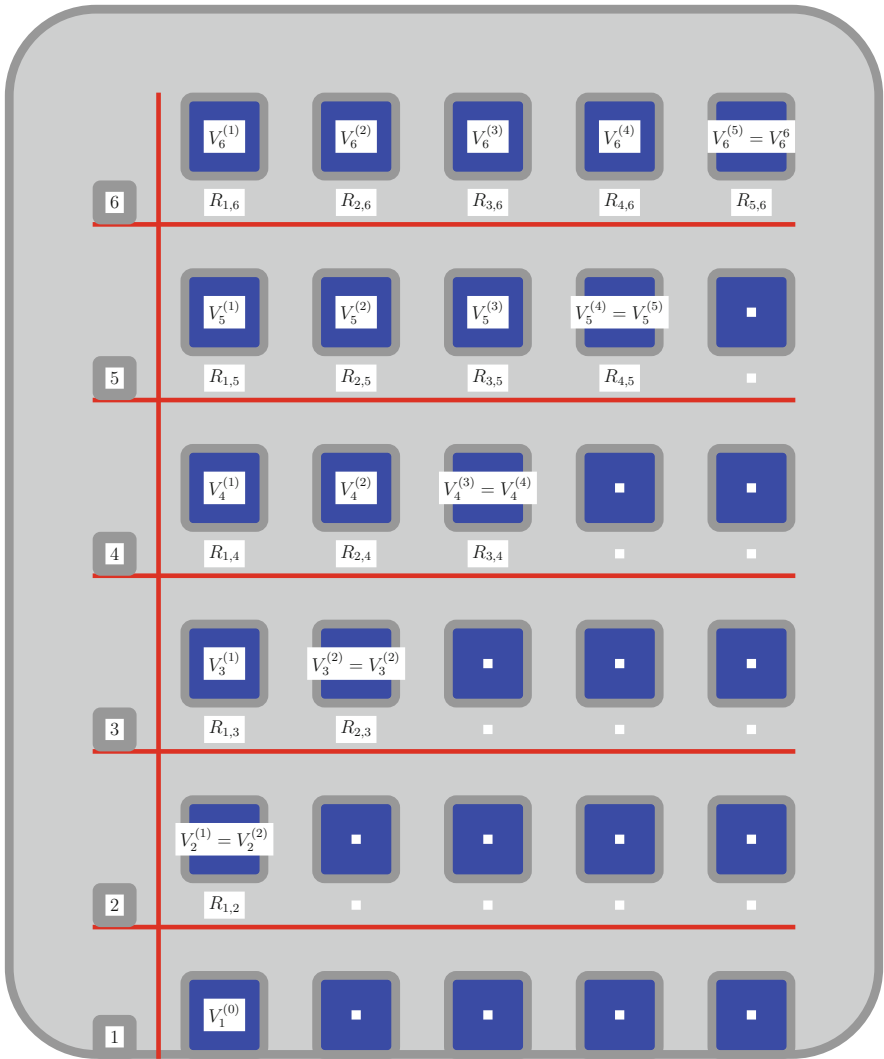 $V_6^{(1)}$ $V_6^{(2)}$ $V_6^{(3)}$ $V_6^{(4)}$ $V_6^{(5)} = V_6^{6}$
6 $R_{1,6}$ $R_{2,6}$ $R_{3,6}$ $R_{4,6}$ $R_{5,6}$
$V_5^{(1)}$ $V_5^{(2)}$ $V_5^{(3)}$ $V_5^{(4)} = V_5^{(5)}$
5 $R_{1,5}$ $R_{2,5}$ $R_{3,5}$ $R_{4,5}$
$V_4^{(1)}$ $V_4^{(2)}$ $V_4^{(3)} = V_4^{(4)}$
4 $R_{1,4}$ $R_{2,4}$ $R_{3,4}$
$V_3^{(1)}$ $V_3^{(2)} = V_3^{(2)}$
3 $R_{1,3}$ $R_{2,3}$
$V_2^{(1)} = V_2^{(2)}$
2 $R_{1,2}$
$V_1^{(0)}$
1